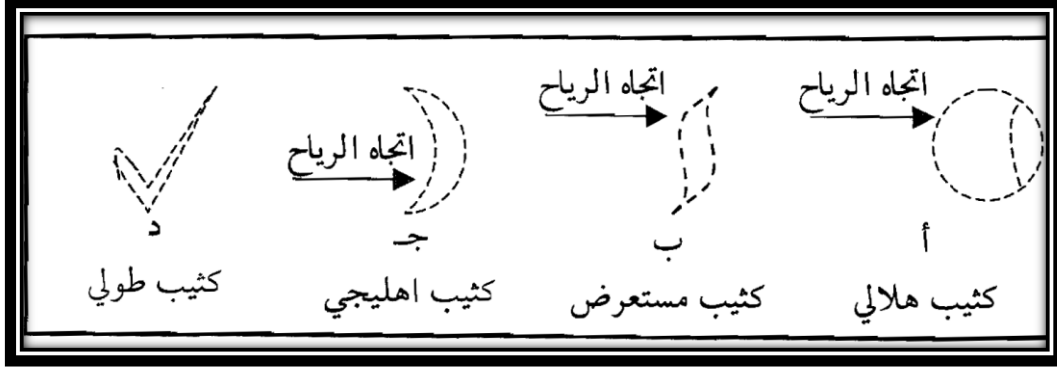 اتجاه الرياح
اتجاه الرياح
اتجاه الرياح
أ
ب
جـ
د
كثيب هلالي
كثيب مستعرض
كثيب اهليجي
كثيب طولي